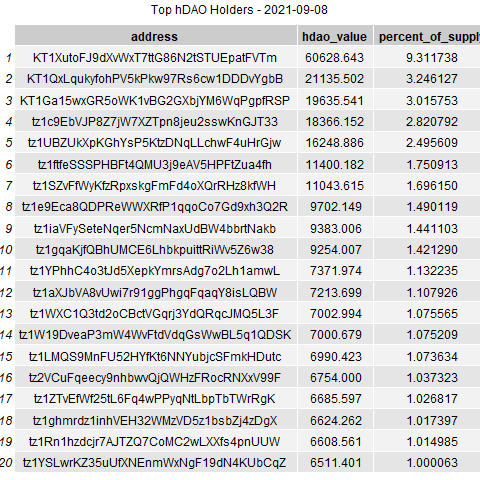 Top hDAO Holders - 2021-09-08
address hdao_value percent_of_supply
1 KT1XutoFJ9dXvWxT7ttG86N2tSTUEpatFVTm 60628.643 9.311738
2 KT1QxLqukyfohPV5kPkw97Rs6cw1DDDvYgbB 21135.502 3.246127
3 KT1Ga15wxGR5oWK1vBG2GXbjYM6WqPgpfRSP 19635.541 3.015753
4 tz1c9EbVJP8Z7jW7XZTpn8jeu2sswKnGJT33 18366.152 2.820792
5 tz1UBZUkXpKGhYsP5KtzDNqLLchwF4uHrGjw 16248.886 2.495609
6 tz1ftfeSSSPHBFt4QMU3j9eAV5HPFtZua4fh 11400.182 1.750913
7 tz1SZvFfWyKfzRpxskgFmFd4oXQrRHz8kfWH 11043.615 1.696150
8 tz1e9Eca8QDPReWWXRfP1qqoCo7Gd9xh3Q2R 9702.149 1.490119
9 tz1iaVFySeteNqer5NcmNaxUdBW4bbrtNakb 9383.006 1.441103
10 tz1gqaKjfQBhUMCE6LhbkpuittRiWv5Z6w38 9254.007 1.421290
11 tz1YPhhC4o3tJd5XepkYmrsAdg7o2Lh1amwL 7371.974 1.132235
12 tz1aXJbVA8vUwi7r91ggPhgqFqaqY8isLQBW 7213.699 1.107926
13 tz1WXC1Q3td2oCBctVGqrj3YdQRqcJMQ5L3F 7002.994 1.075565
14 tz1W19DveaP3mW4WvFtdVdqGsWwBL5q1QDSK 7000.679 1.075209
15 tz1LMQS9MnFU52HYfKt6NNYubjcSFmkHDutc 6990.423 1.073634
16 tz2VCuFqeecy9nhbwvQjQWHzFRocRNXxV99F 6754.000 1.037323
17 tz1ZTvEfWf25tL6Fq4wPPyqNtLbpTbTWrRgK 6685.597 1.026817
18 tz1ghmrdz1inhVEH32WMzVD5z1bsbZj4zDgX 6624.262 1.017397
19 tz1Rn1hzdcjr7AJTZQ7CoMC2wLXXfs4pnUUW 6608.561 1.014985
20 tz1YSLwrKZ35uUfXNEnmWxNgF19dN4KUbCqZ 6511.401 1.000063